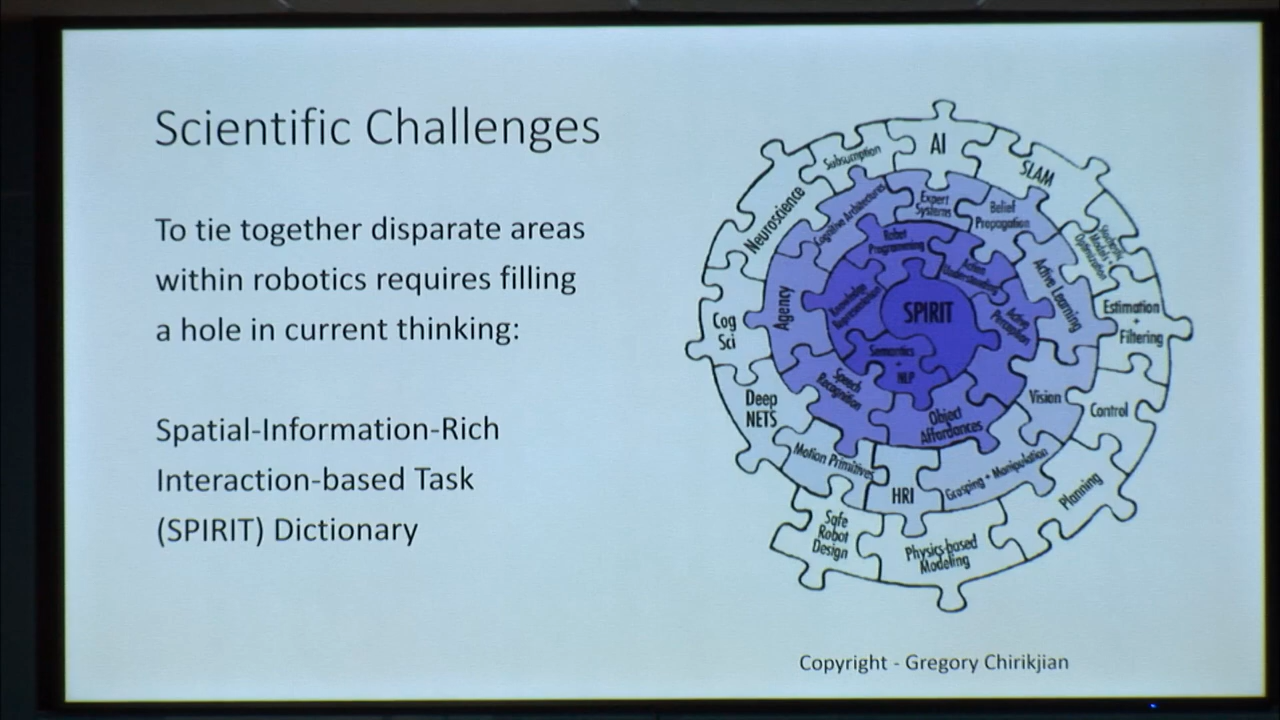 Scientific Challenges
To tie together disparate areas
within robotics requires filling
a hole in current thinking:
Spatial-Information-Rich
Interaction-based Task
(SPIRIT) Dictionary
AI
SLAM
Subsumption
Neuroscience
Cog
Sci
Deep
NETS
Safe
Robot
Design
Physics-based
Modeling
Planning
Control
Estimation
+
Filtering
Optimization
Expert
Systems
Belief
Propagation
Active Learning
Vision
Grasping + Manipulation
HRI
Motion Primitives
Agency
Cognitive Architectures
Robot
Programming
Action
Understanding
Active
Perception
Object
Affordances
Speech
Recognition
Knowledge
Representation
Semantics
+
NLP
SPIRIT
Copyright - Gregory Chirikjian